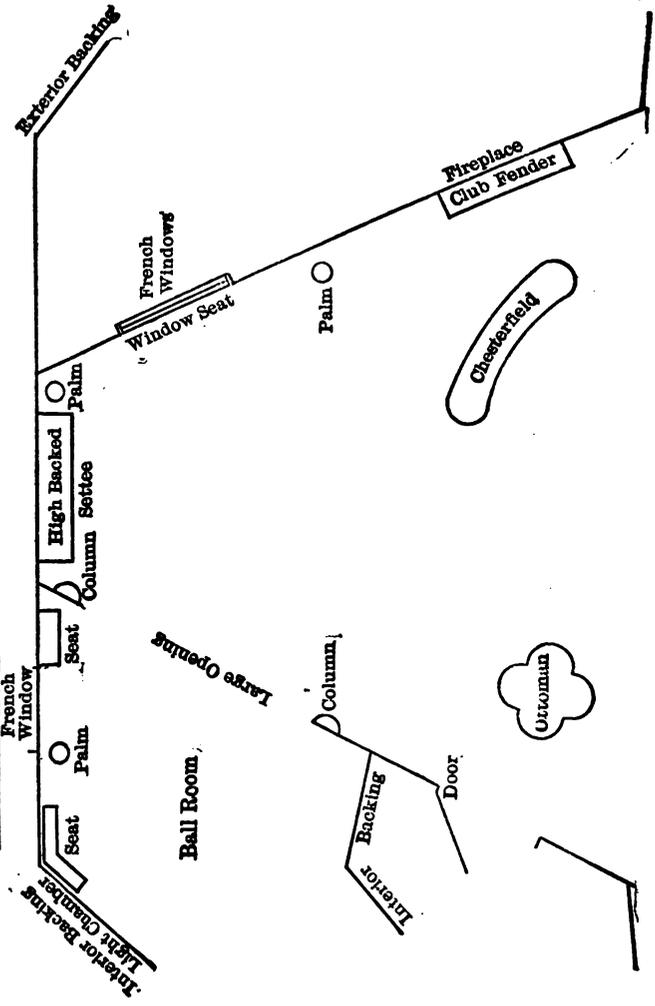 Exterior Backing
Fireplace
Club Fender
French
Windows
Window Seat
Palm
Chesterfield
Palm
High Backed
Settee
Column
Seat
French
Window
Palm
Seat
Large Opening
Column
Ottoman
Door
Backing
Interior
Ball Room
Interior Backing
Light Chamber